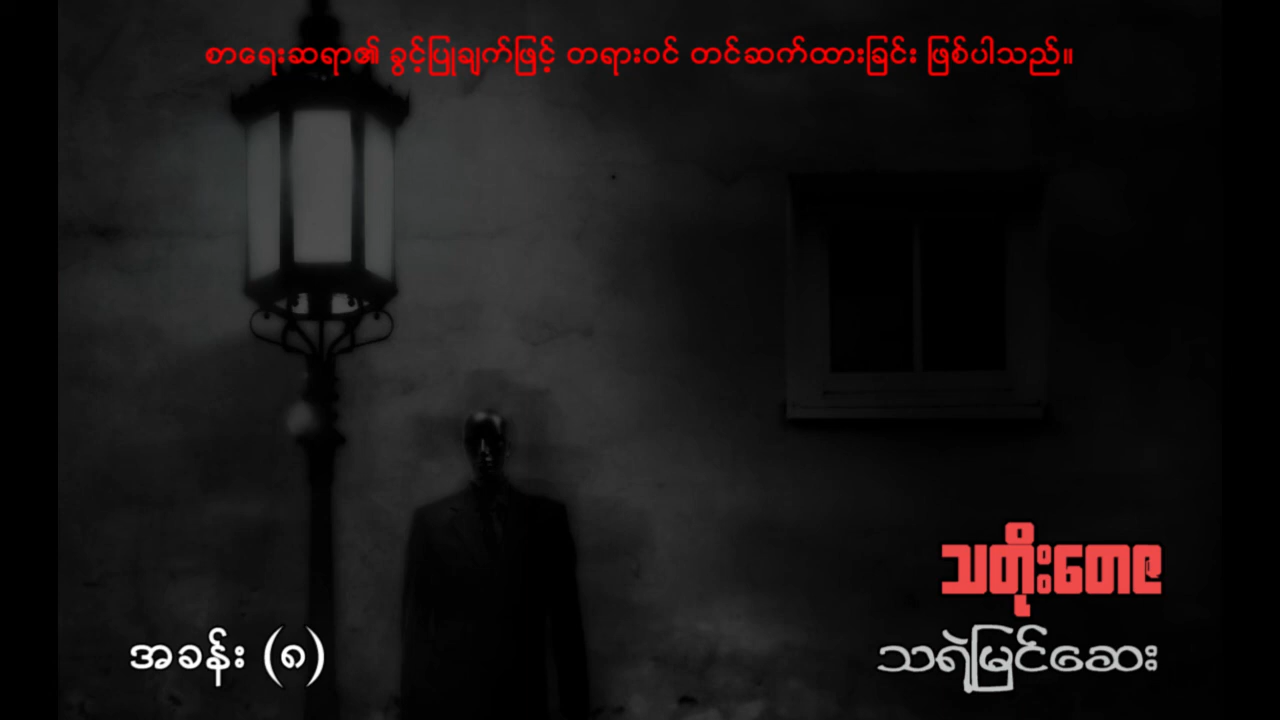 စာရေးဆရာ၏ ခွင့်ပြုချက်ဖြင့် တရားဝင် တင်ဆက်ထားခြင်း ဖြစ်ပါသည်။
သတိုးတေဇ
သရဲမြင်ဆေး
အခန်း (၈)